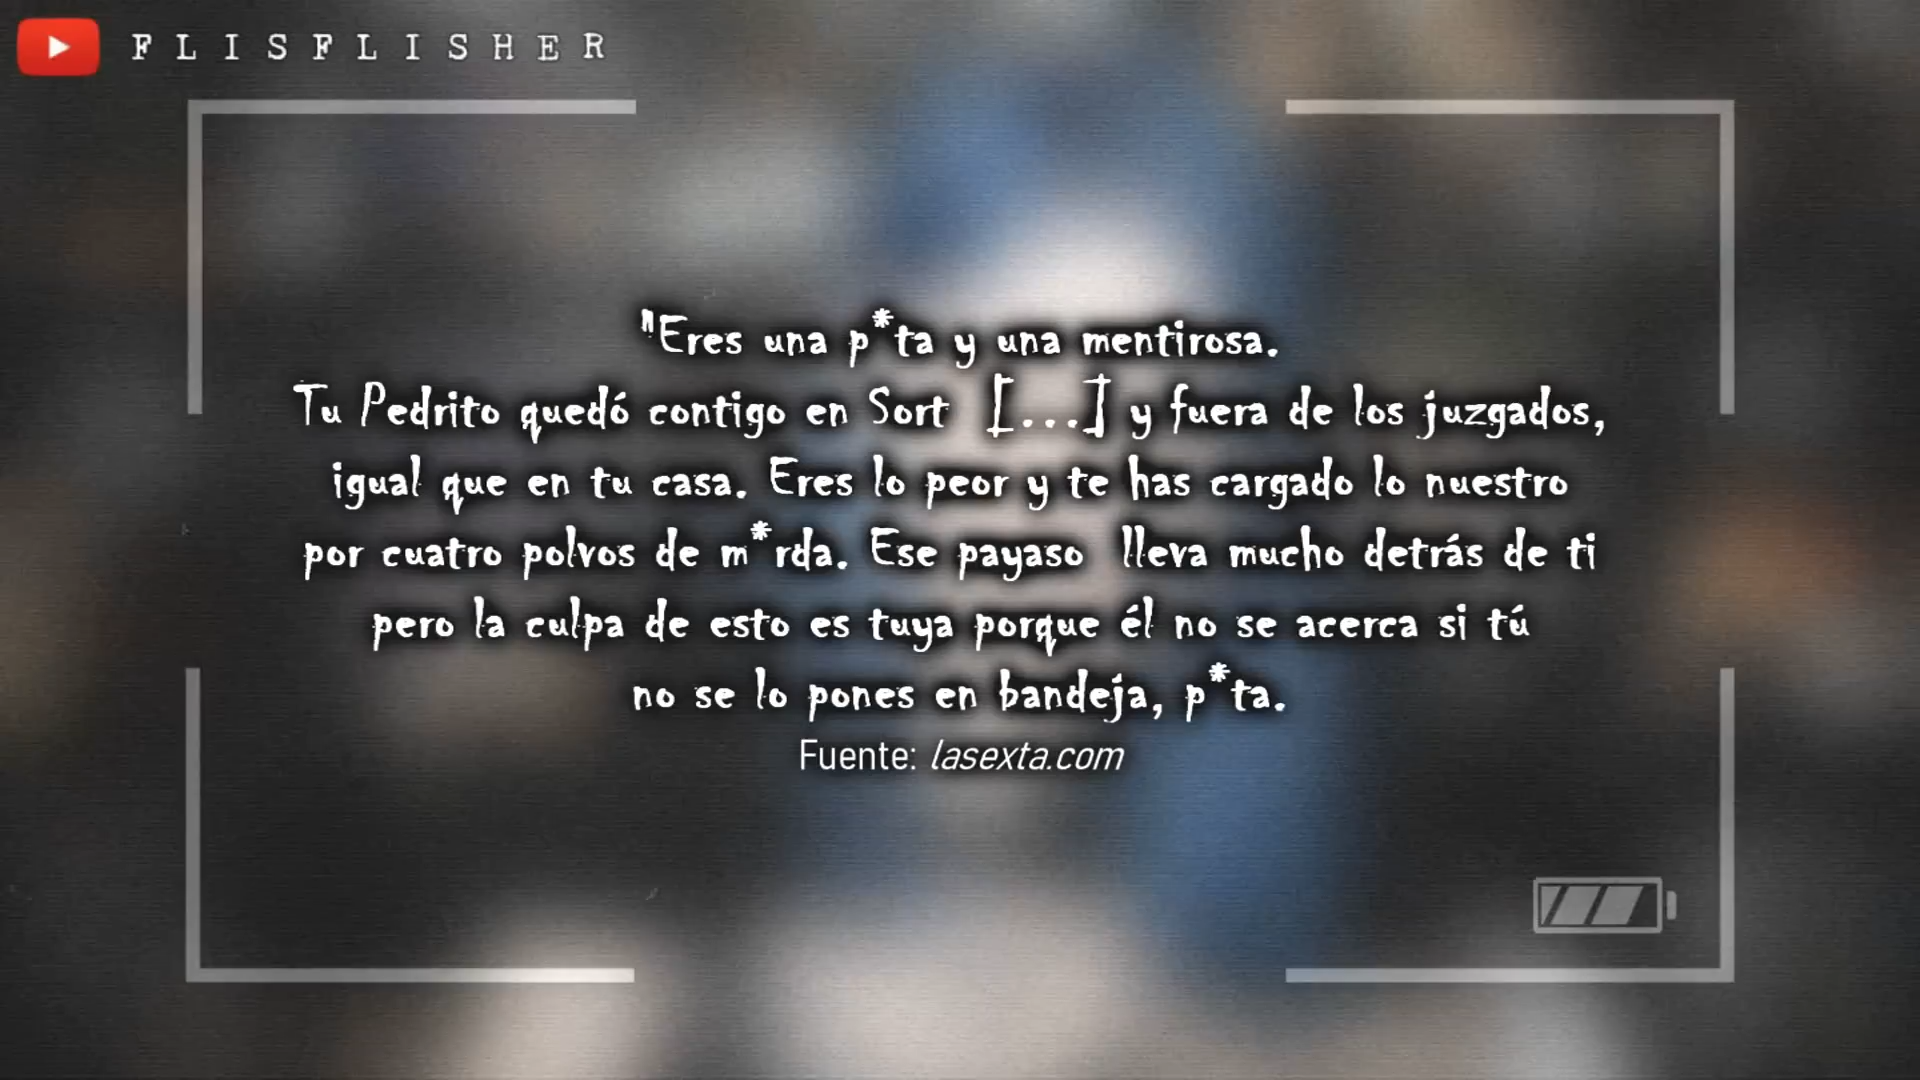 FLISFLISHER
"Eres una p*ta y una mentirosa.
Tu Pedrito quedó contigo en Sort [...] y fuera de los juzgados,
igual que en tu casa. Eres lo peor y te has cargado lo nuestro
por cuatro polvos de m*rda. Ese payaso lleva mucho detrás de ti
pero la culpa de esto es tuya porque él no se acerca si tú
no se lo pones en bandeja, p*ta.
Fuente: lasexta.com